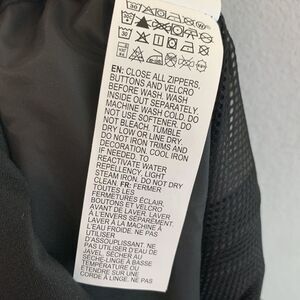 EN: CLOSE ALL ZIPPERS,
BUTTONS AND VELCRO
BEFORE WASH. WASH
INSIDE OUT SEPARATELY.
MACHINE WASH COLD. DO
NOT USE SOFTENER. DO
NOT BLEACH. TUMBLE
DRY LOW OR LINE DRY.
DO NOT IRON TRIMS AND
DECORATION. COOL IRON
IF NEEDED. TO
REACTIVATE WATER
REPELLENCY, LIGHT
STEAM IRON. DO NOT DRY
CLEAN. FR: FERMER
TOUTES LES
FERMETURES ÉCLAIR,
BOUTONS ET VELCRO
AVANT DE LAVER. LAVER
À L'ENVERS SÉPARÉMENT.
LAVER À LA MACHINE À
L'EAU FROIDE. NE PAS
UTILISER
D'ASSOUPLISSANT. NE
PAS UTILISER D'EAU DE
JAVEL. SÉCHER AU
SÈCHE-LINGE À BASSE
TEMPÉRATURE OU
ÉTENDRE SUR UNE
CORDE À LINGE. NE PAS